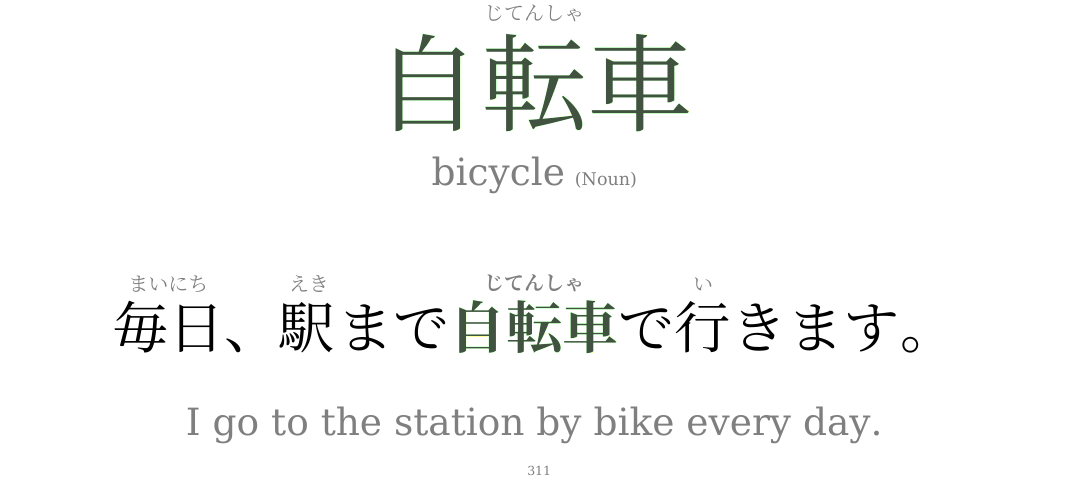 じてんしゃ
自転車
bicycle (Noun)
まいにち えき じてんしゃ い
毎日、駅まで自転車で行きます。
I go to the station by bike every day.
311